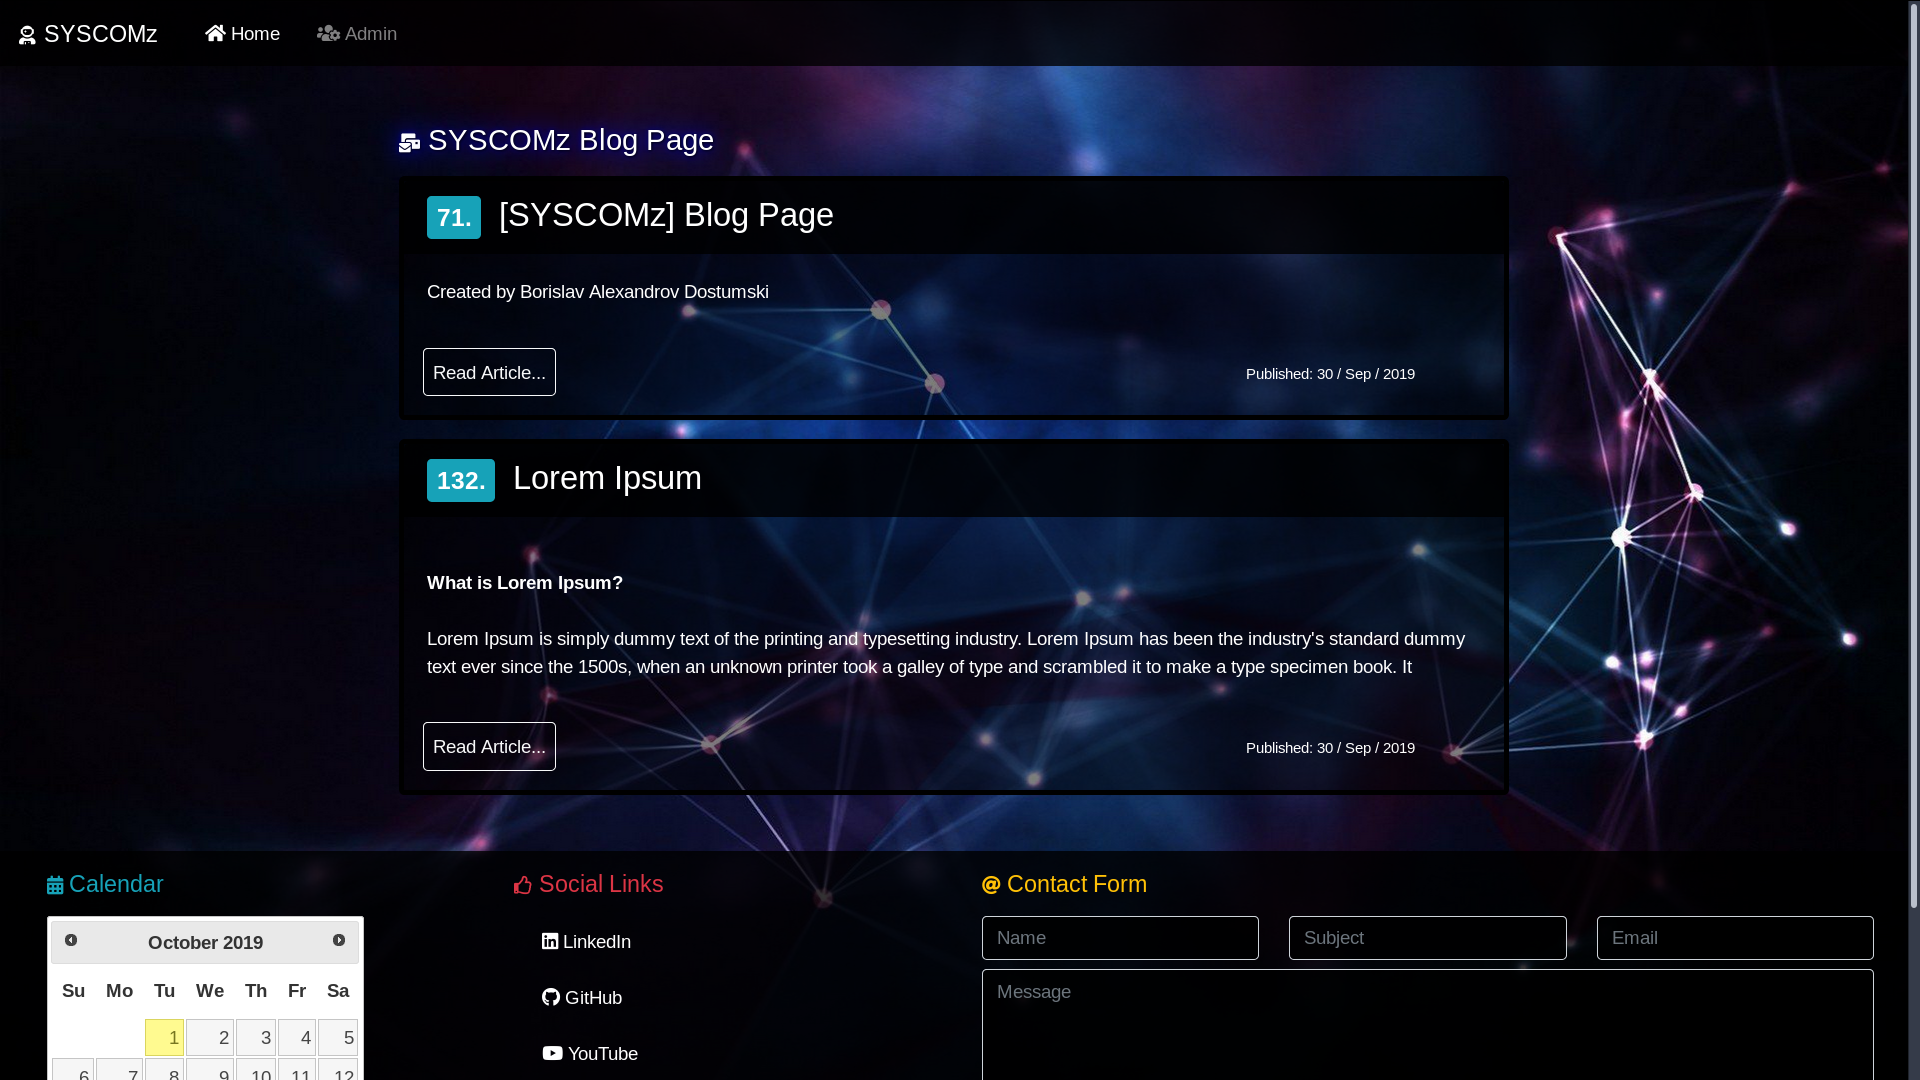 SYSCOMz Home Admin
SYSCOMz Blog Page
71. [SYSCOMz] Blog Page
Created by Borislav Alexandrov Dostumski
Read Article... Published: 30 / Sep / 2019
132. Lorem Ipsum
What is Lorem Ipsum?
Lorem Ipsum is simply dummy text of the printing and typesetting industry. Lorem Ipsum has been the industry's standard dummy
text ever since the 1500s, when an unknown printer took a galley of type and scrambled it to make a type specimen book. It
Read Article... Published: 30 / Sep / 2019
Calendar
October 2019
Su Mo Tu We Th Fr Sa
1 2 3 4 5
6 7 8 9 10 11 12
Social Links
LinkedIn
GitHub
YouTube
Contact Form
Name Subject Email
Message